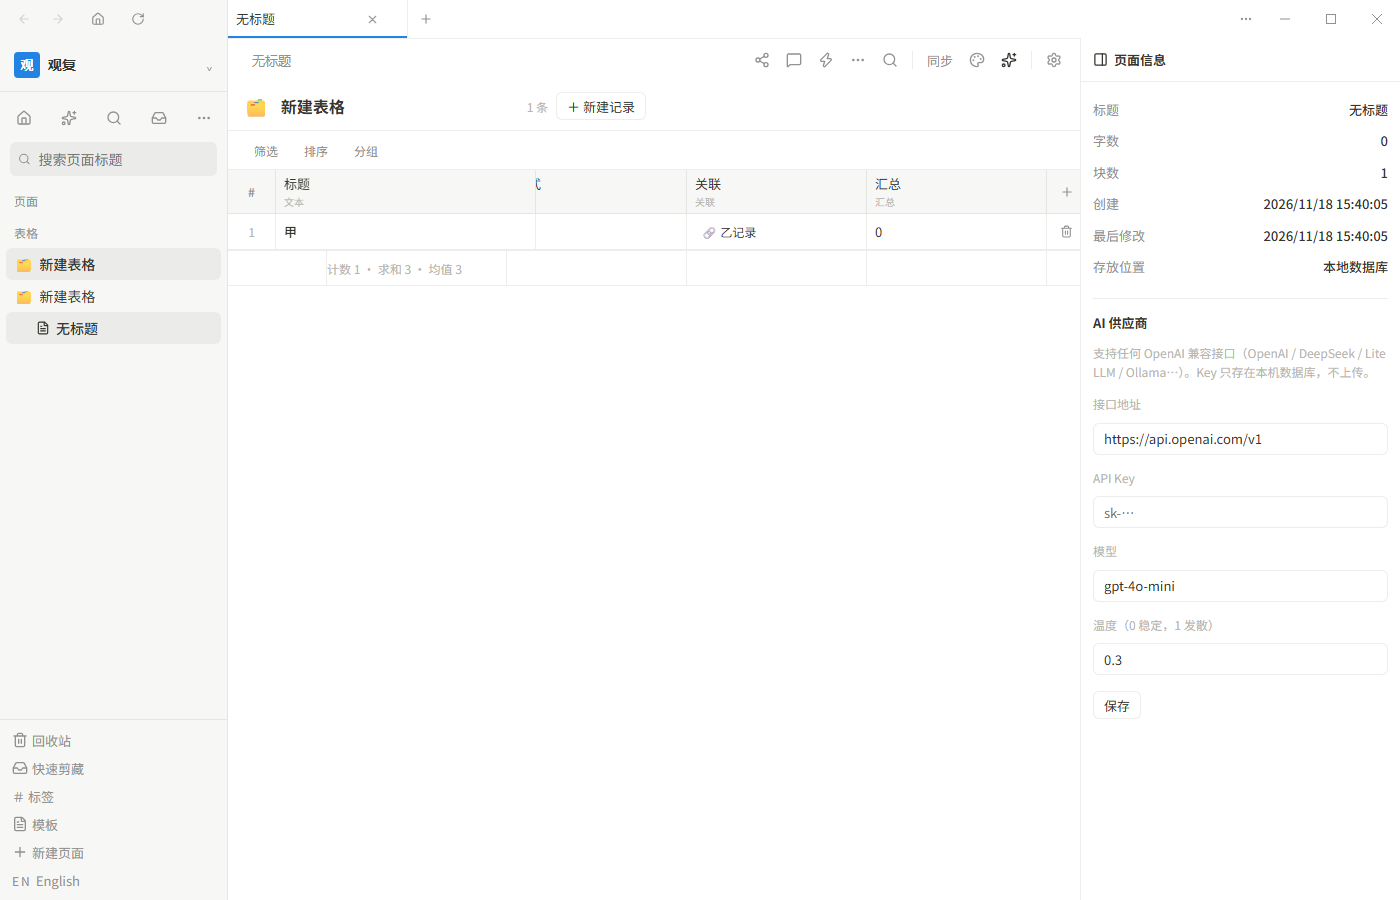 无标题
观 观复
搜索页面标题
页面
表格
新建表格
新建表格
无标题
回收站
快速剪藏
# 标签
模板
新建页面
EN English
无标题
同步
新建表格
1 条
新建记录
筛选 排序 分组
# 标题 关联 汇总
文本 关联 汇总
1 甲 乙记录 0
计数 1 · 求和 3 · 均值 3
页面信息
标题 无标题
字数 0
块数 1
创建 2026/11/18 15:40:05
最后修改 2026/11/18 15:40:05
存放位置 本地数据库
AI 供应商
支持任何 OpenAI 兼容接口（OpenAI / DeepSeek / Lite
LLM / Ollama…）。Key 只存在本机数据库，不上传。
接口地址
https://api.openai.com/v1
API Key
sk-…
模型
gpt-4o-mini
温度（0 稳定，1 发散）
0.3
保存